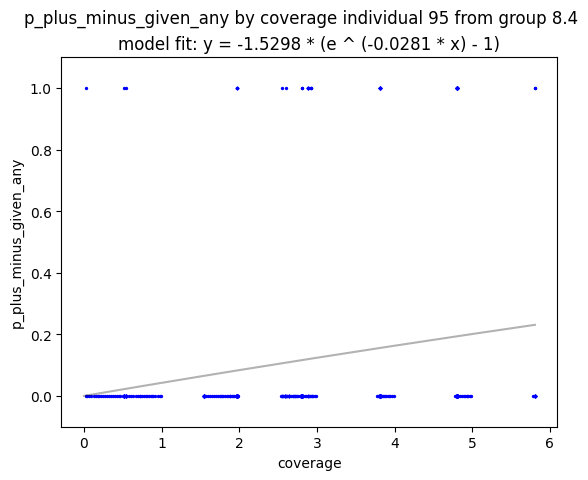 p_plus_minus_given_any by coverage individual 95 from group 8.4
model fit: y = -1.5298 * (e ^ (-0.0281 * x) - 1)
1.0
0.8
0.6
0.4
0.2
0.0
p_plus_minus_given_any
0 1 2 3 4 5 6
coverage